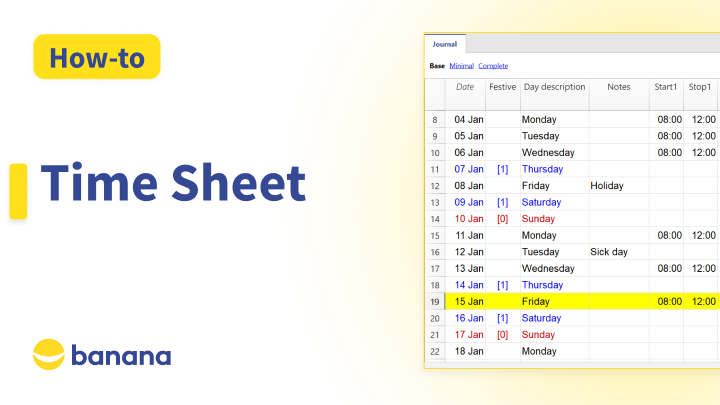 How-to
Time Sheet
banana
Journal
Base Minimal Complete
Date Festive Day description Notes Start1 Stop1
8 04 Jan Monday 08:00 12:00
9 05 Jan Tuesday 08:00 12:00
10 06 Jan Wednesday 08:00 12:00
11 07 Jan [1] Thursday
12 08 Jan Friday Holiday
13 09 Jan [1] Saturday
14 10 Jan [0] Sunday
15 11 Jan Monday 08:00 12:00
16 12 Jan Tuesday Sick day
17 13 Jan Wednesday 08:00 12:00
18 14 Jan [1] Thursday
19 15 Jan Friday 08:00 12:00
20 16 Jan [1] Saturday
21 17 Jan [0] Sunday
22 18 Jan Monday